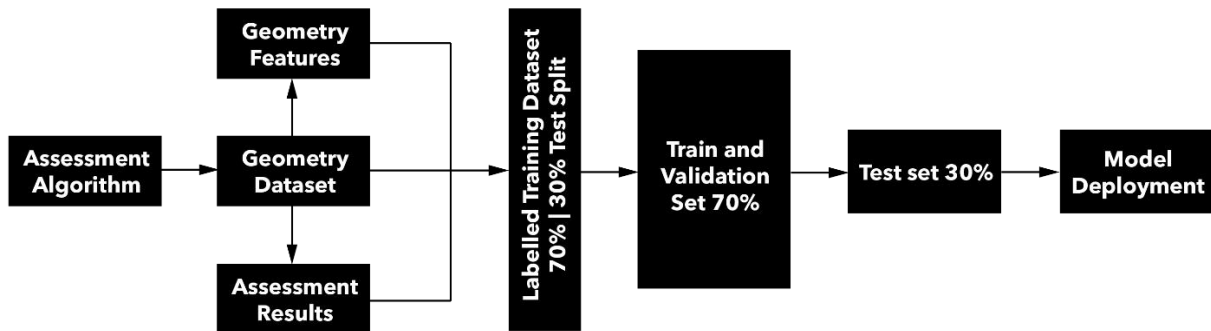 Geometry
Features
Assessment
Algorithm
Geometry
Dataset
Assessment
Results
Labelled Training Dataset
70% | 30% Test Split
Train and
Validation
Set 70%
Test set 30%
Model
Deployment